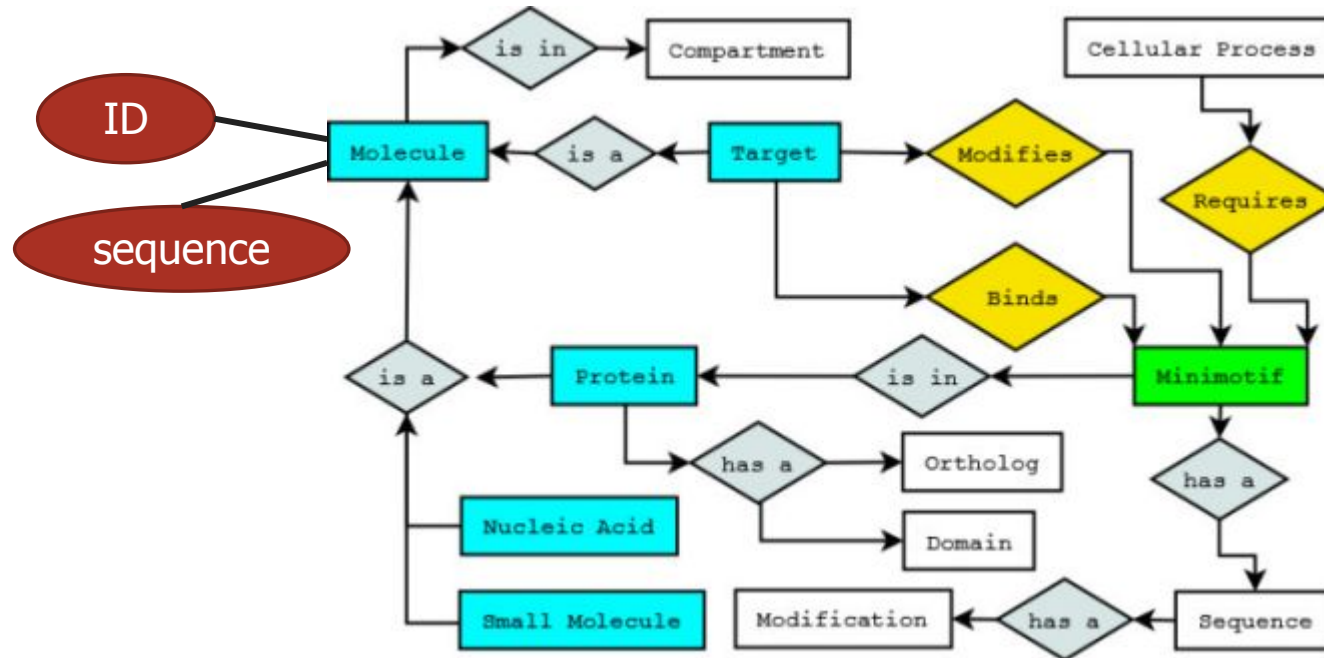 is in
Compartment
Cellular Process
ID
Molecule
is a
Target
Modifies
Requires
sequence
Binds
is a
Protein
is in
Minimotif
has a
Ortholog
has a
Nucleic Acid
Domain
Small Molecule
Modification
has a
Sequence